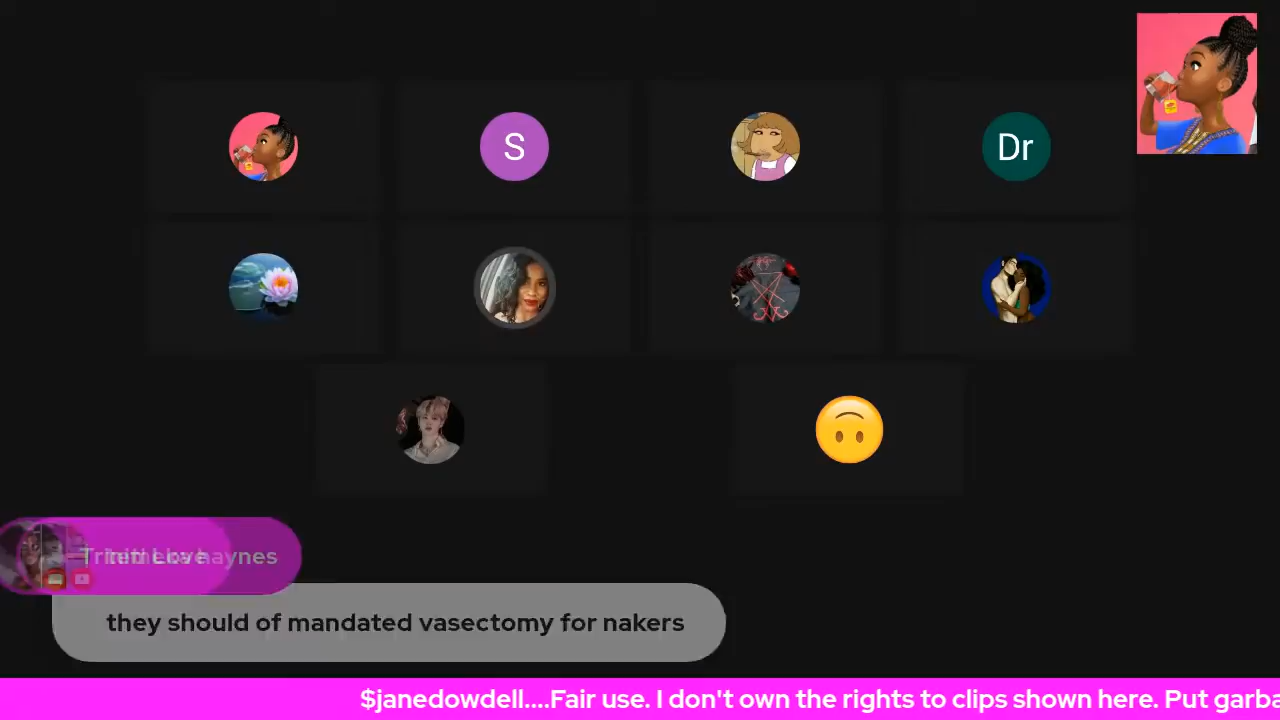 S
Dr
they should of mandated vasectomy for nakers
$janedowdell....Fair use. I don't own the rights to clips shown here. Put garba